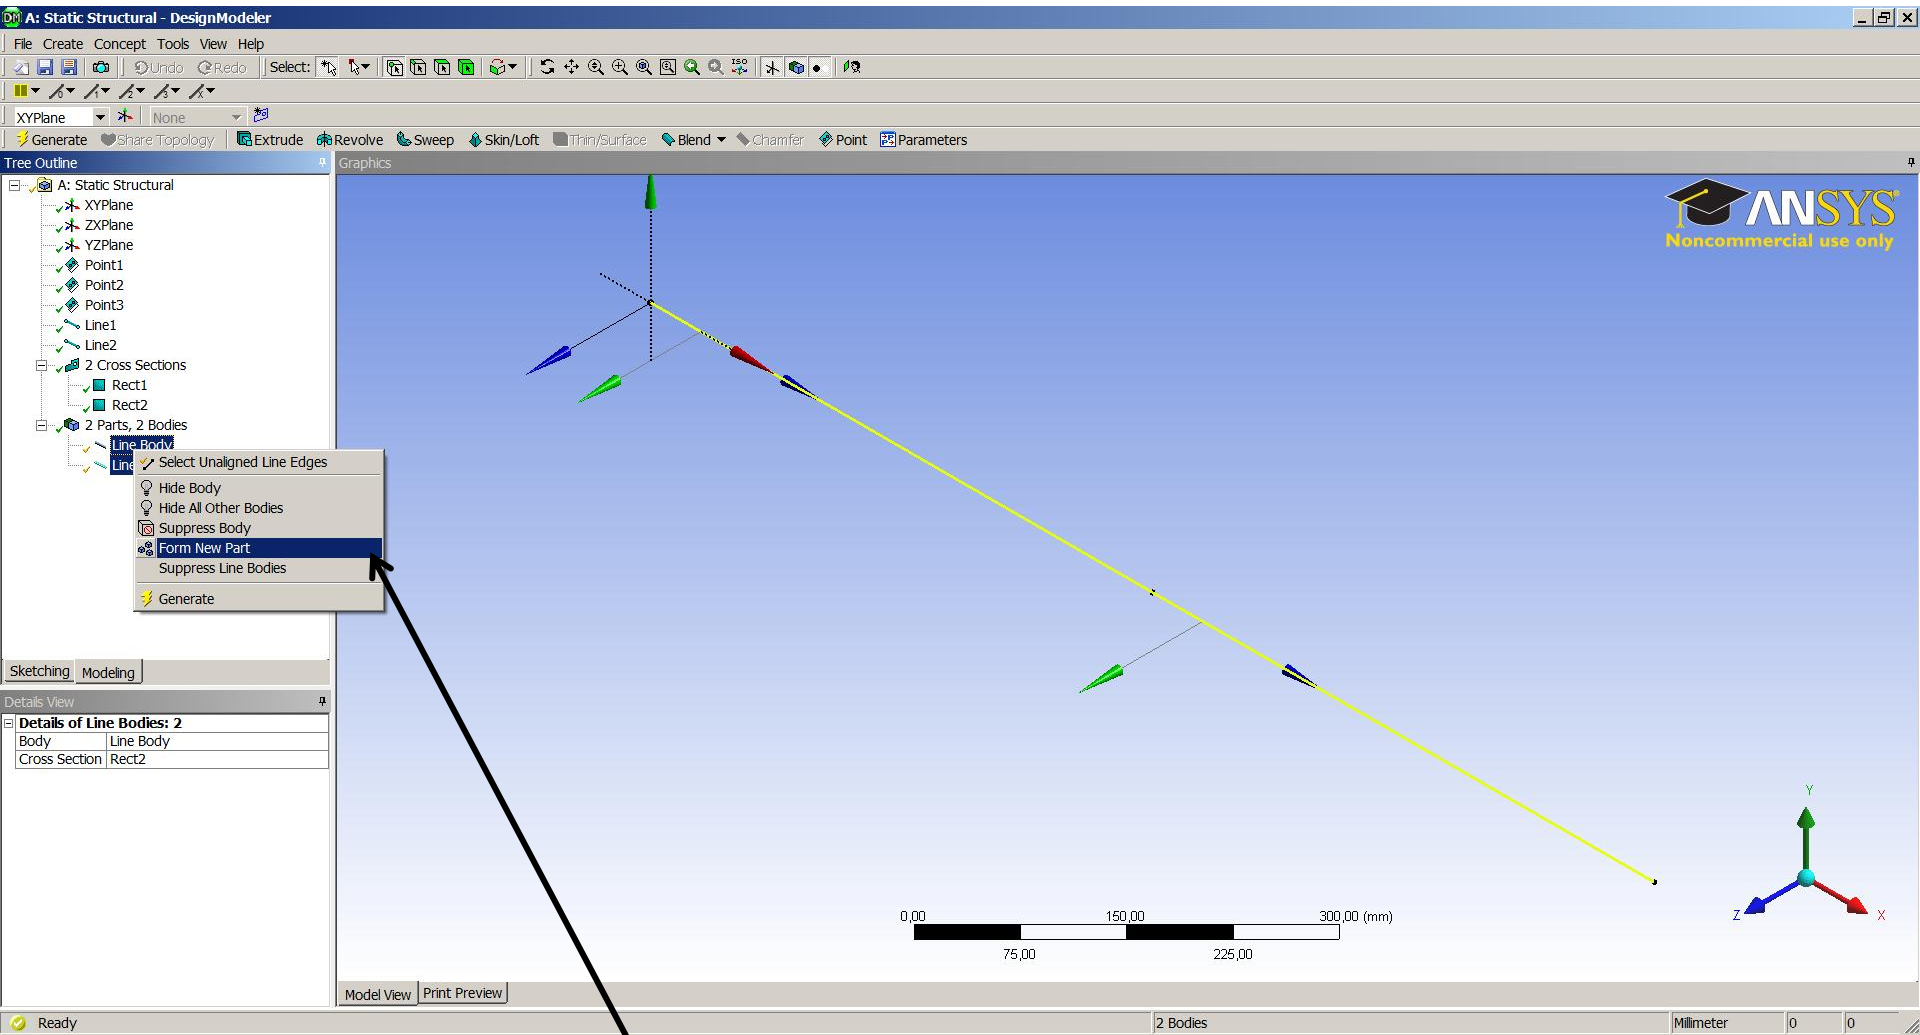 A: Static Structural - DesignModeler
File Create Concept Tools View Help
Undo Redo Select: ISO
XYPlane None
Generate Share Topology Extrude Revolve Sweep Skin/Loft Thin/Surface Blend Chamfer Point Parameters
Tree Outline
A: Static Structural
XYPlane
ZXPlane
YZPlane
Point1
Point2
Point3
Line1
Line2
2 Cross Sections
Rect1
Rect2
2 Parts, 2 Bodies
Line Body
Line
Select Unaligned Line Edges
Hide Body
Hide All Other Bodies
Suppress Body
Form New Part
Suppress Line Bodies
Generate
Sketching Modeling
Details View
Details of Line Bodies: 2
Body Line Body
Cross Section Rect2
Graphics
ANSYS
Noncommercial use only
0,00 150,00 300,00 (mm)
75,00 225,00
Y
Z X
Model View Print Preview
Ready 2 Bodies Millimeter 0 0